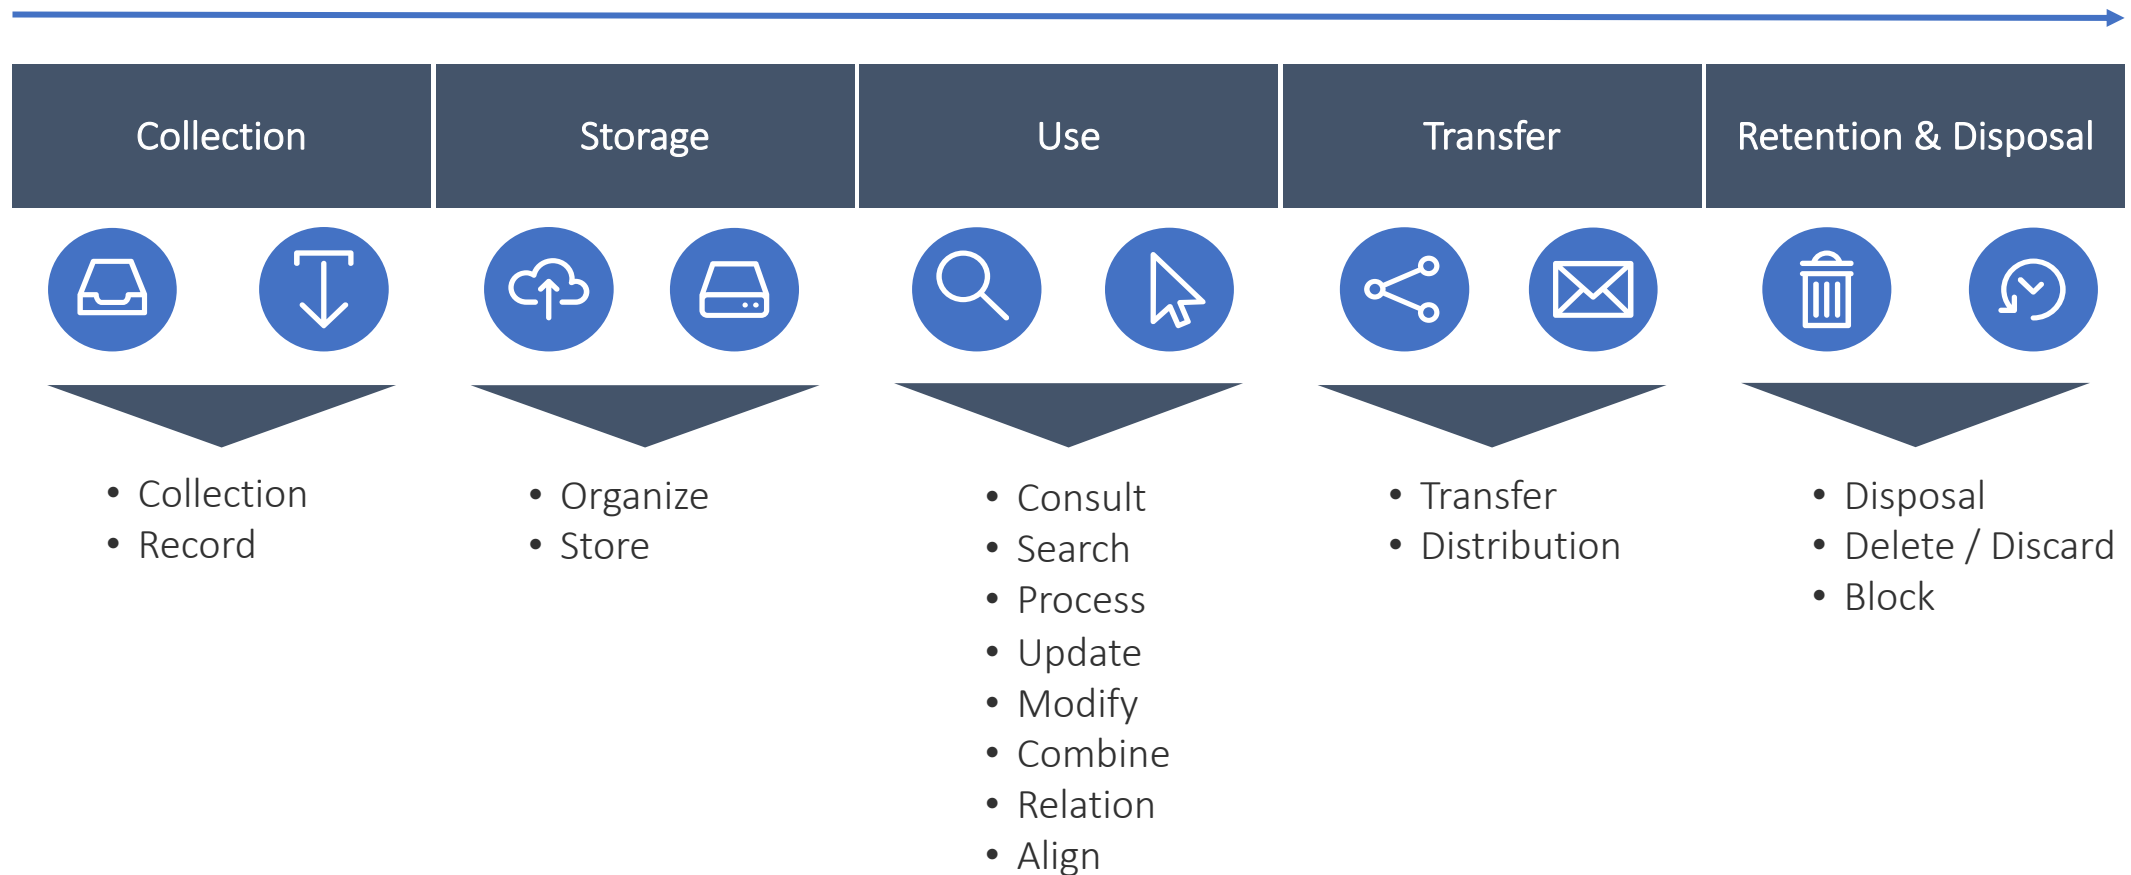 Collection
Storage
Use
Transfer
Retention & Disposal
• Collection
• Record
• Organize
• Store
• Consult
• Search
• Process
• Update
• Modify
• Combine
• Relation
• Align
• Transfer
• Distribution
• Disposal
• Delete / Discard
• Block